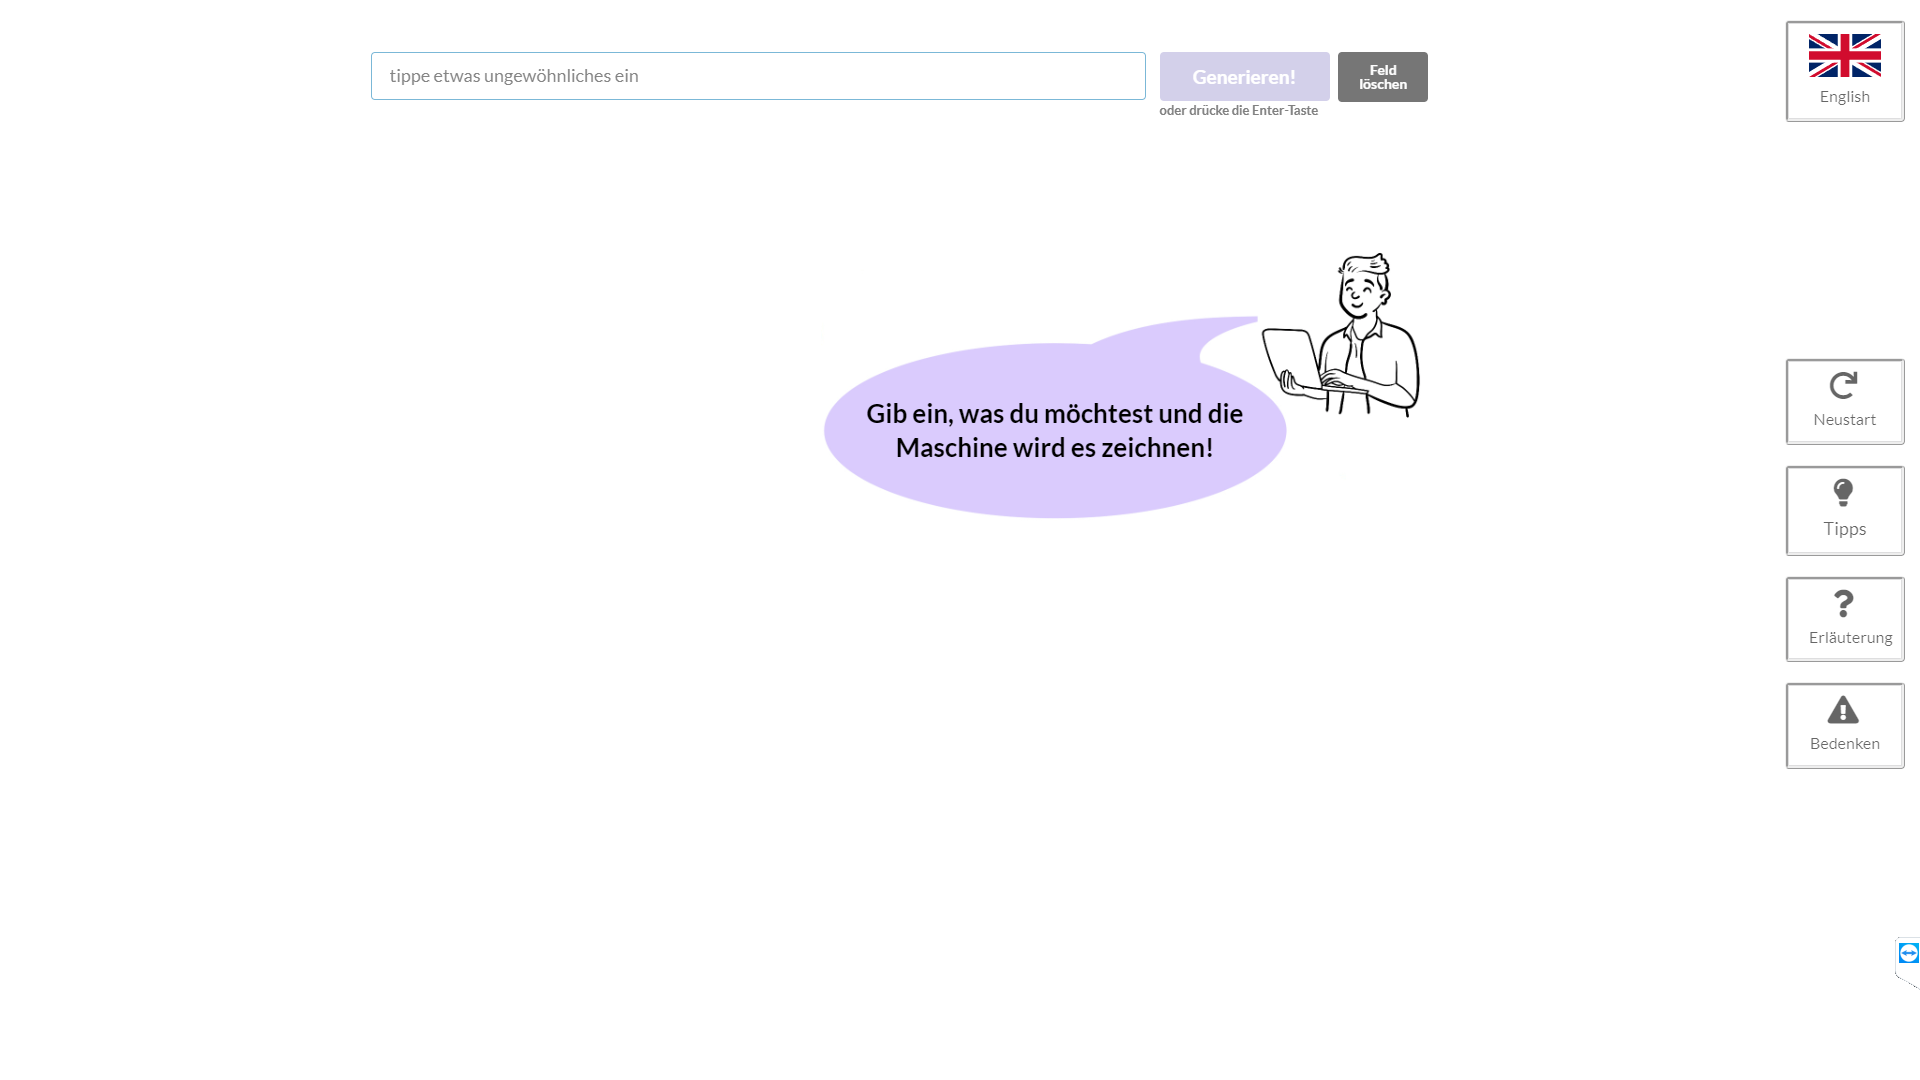 tippe etwas ungewöhnliches ein
Generieren!
Feld
löschen
oder drücke die Enter-Taste
English
Gib ein, was du möchtest und die
Maschine wird es zeichnen!
Neustart
Tipps
Erläuterung
Bedenken